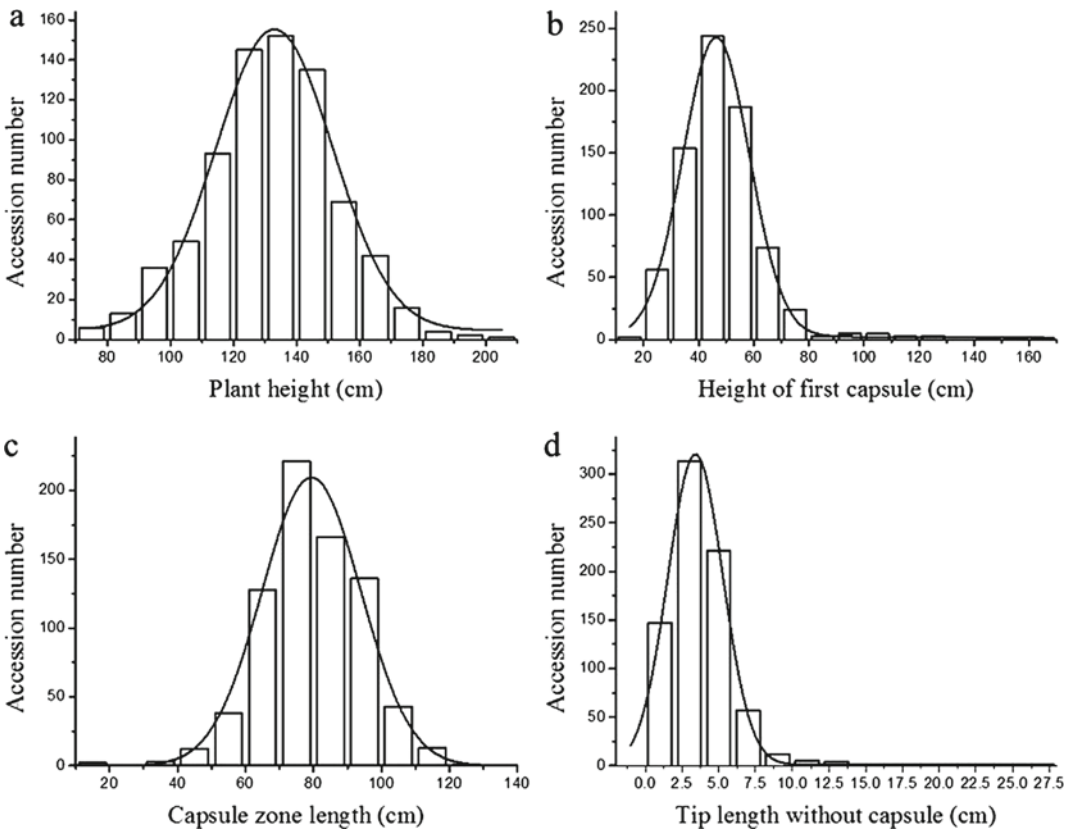 a
160
140
120
100
80
60
40
20
0
Accession number
80 100 120 140 160 180 200
Plant height (cm)
b
250
200
150
100
50
0
Accession number
20 40 60 80 100 120 140 160
Height of first capsule (cm)
c
200
150
100
50
0
Accession number
20 40 60 80 100 120 140
Capsule zone length (cm)
d
300
250
200
150
100
50
0
Accession number
0.0 2.5 5.0 7.5 10.0 12.5 15.0 17.5 20.0 22.5 25.0 27.5
Tip length without capsule (cm)